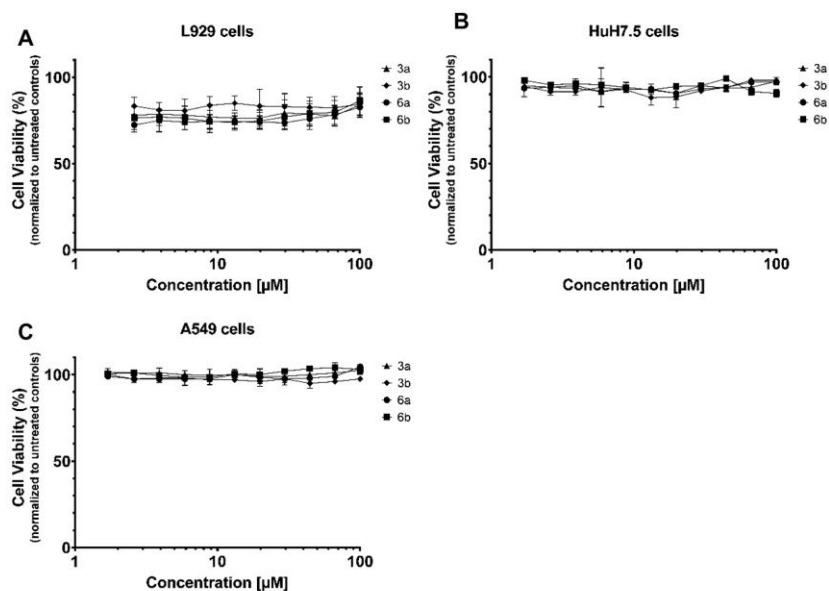 A
L929 cells
Cell Viability (%)
(normalized to untreated controls)
100
50
0
1
10
100
Concentration [µM]
3a
3b
6a
6b
B
HuH7.5 cells
Cell Viability (%)
(normalized to untreated controls)
100
50
0
1
10
100
Concentration [µM]
3a
3b
6a
6b
C
A549 cells
Cell Viability (%)
(normalized to untreated controls)
100
50
0
1
10
100
Concentration [µM]
3a
3b
6a
6b